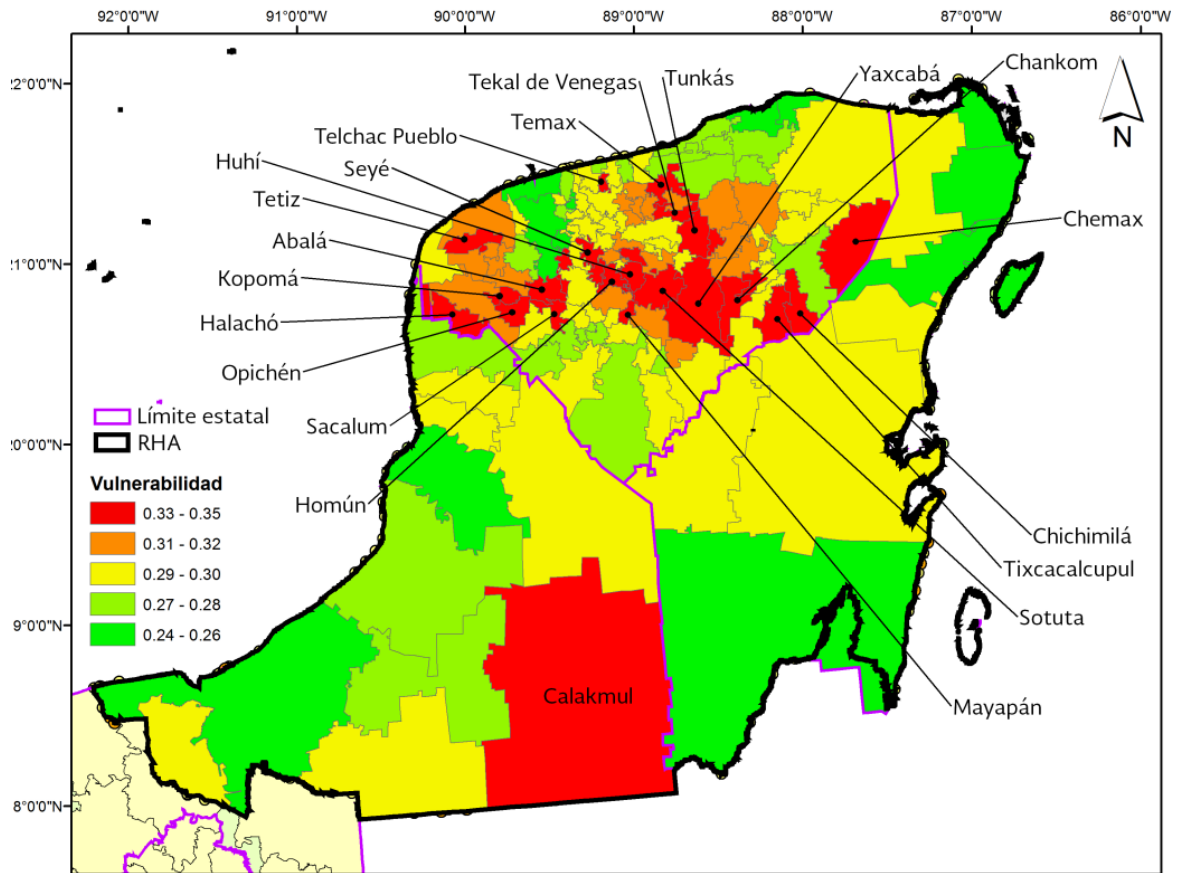 92°0'0"W 91°0'0"W 90°0'0"W 89°0'0"W 88°0'0"W 87°0'0"W 86°0'0"W
2°0'0"N
1°0'0"N
0°0'0"N
9°0'0"N
8°0'0"N
N
Chankom
Yaxcabá
Tunkás
Tekal de Venegas
Temax
Telchac Pueblo
Seyé
Huhí
Tetiz
Abalá
Kopomá
Halachó
Opichén
Sacalum
Homún
Chemax
Chichimilá
Tixcacalcupul
Sotuta
Mayapán
Calakmul
Límite estatal
RHA
Vulnerabilidad
0.33 - 0.35
0.31 - 0.32
0.29 - 0.30
0.27 - 0.28
0.24 - 0.26